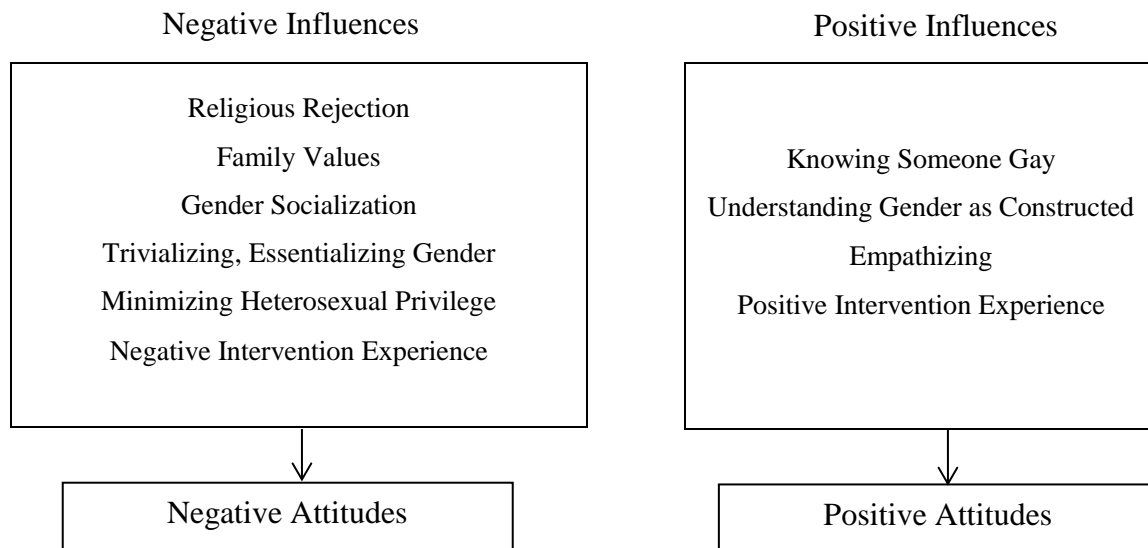 Negative Influences
Religious Rejection
Family Values
Gender Socialization
Trivializing, Essentializing Gender
Minimizing Heterosexual Privilege
Negative Intervention Experience
Negative Attitudes
Positive Influences
Knowing Someone Gay
Understanding Gender as Constructed
Empathizing
Positive Intervention Experience
Positive Attitudes